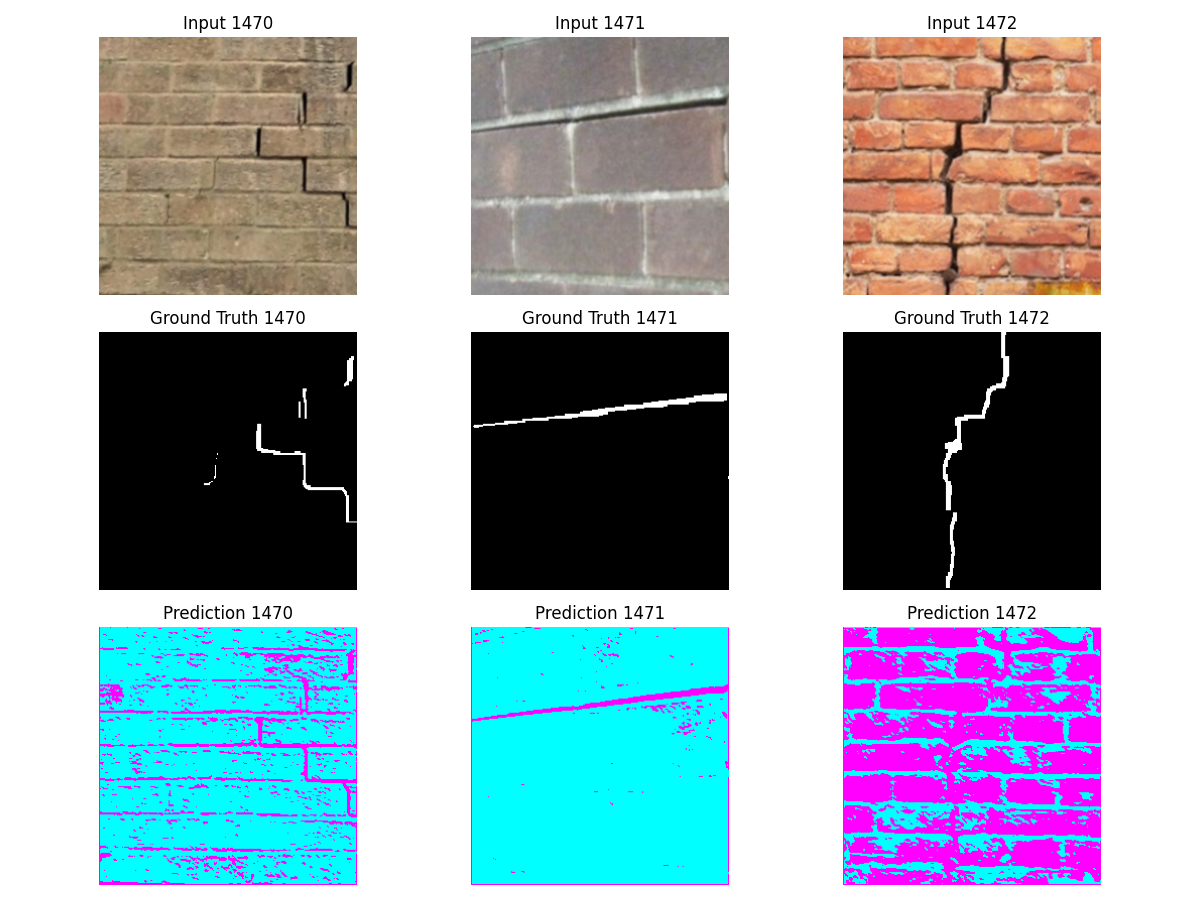 Input 1470
Input 1471
Input 1472
Ground Truth 1470
Ground Truth 1471
Ground Truth 1472
Prediction 1470
Prediction 1471
Prediction 1472